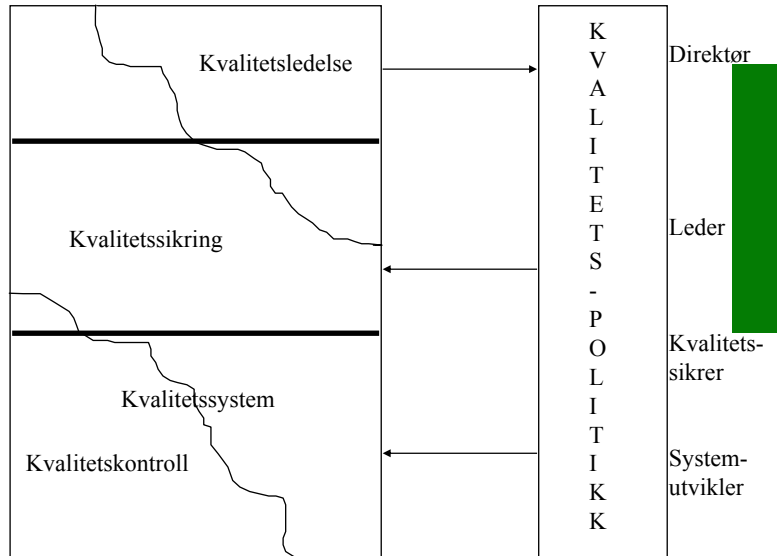 Kvalitetsledelse
Kvalitetssikring
Kvalitetssystem
Kvalitetskontroll
K
V
A
L
I
T
E
T
S
-
P
O
L
I
T
I
K
K
Direktør
Leder
Kvalitets-
sikrer
System-
utvikler